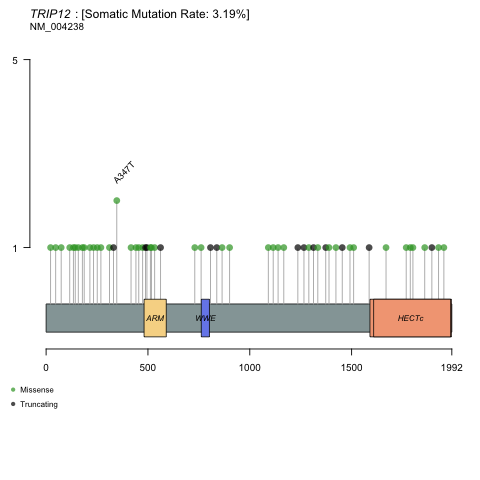 TRIP12 : [Somatic Mutation Rate: 3.19%]
NM_004238
5
A347T
1
ARM
WWE
HECTc
0 500 1000 1500 1992
Missense
Truncating